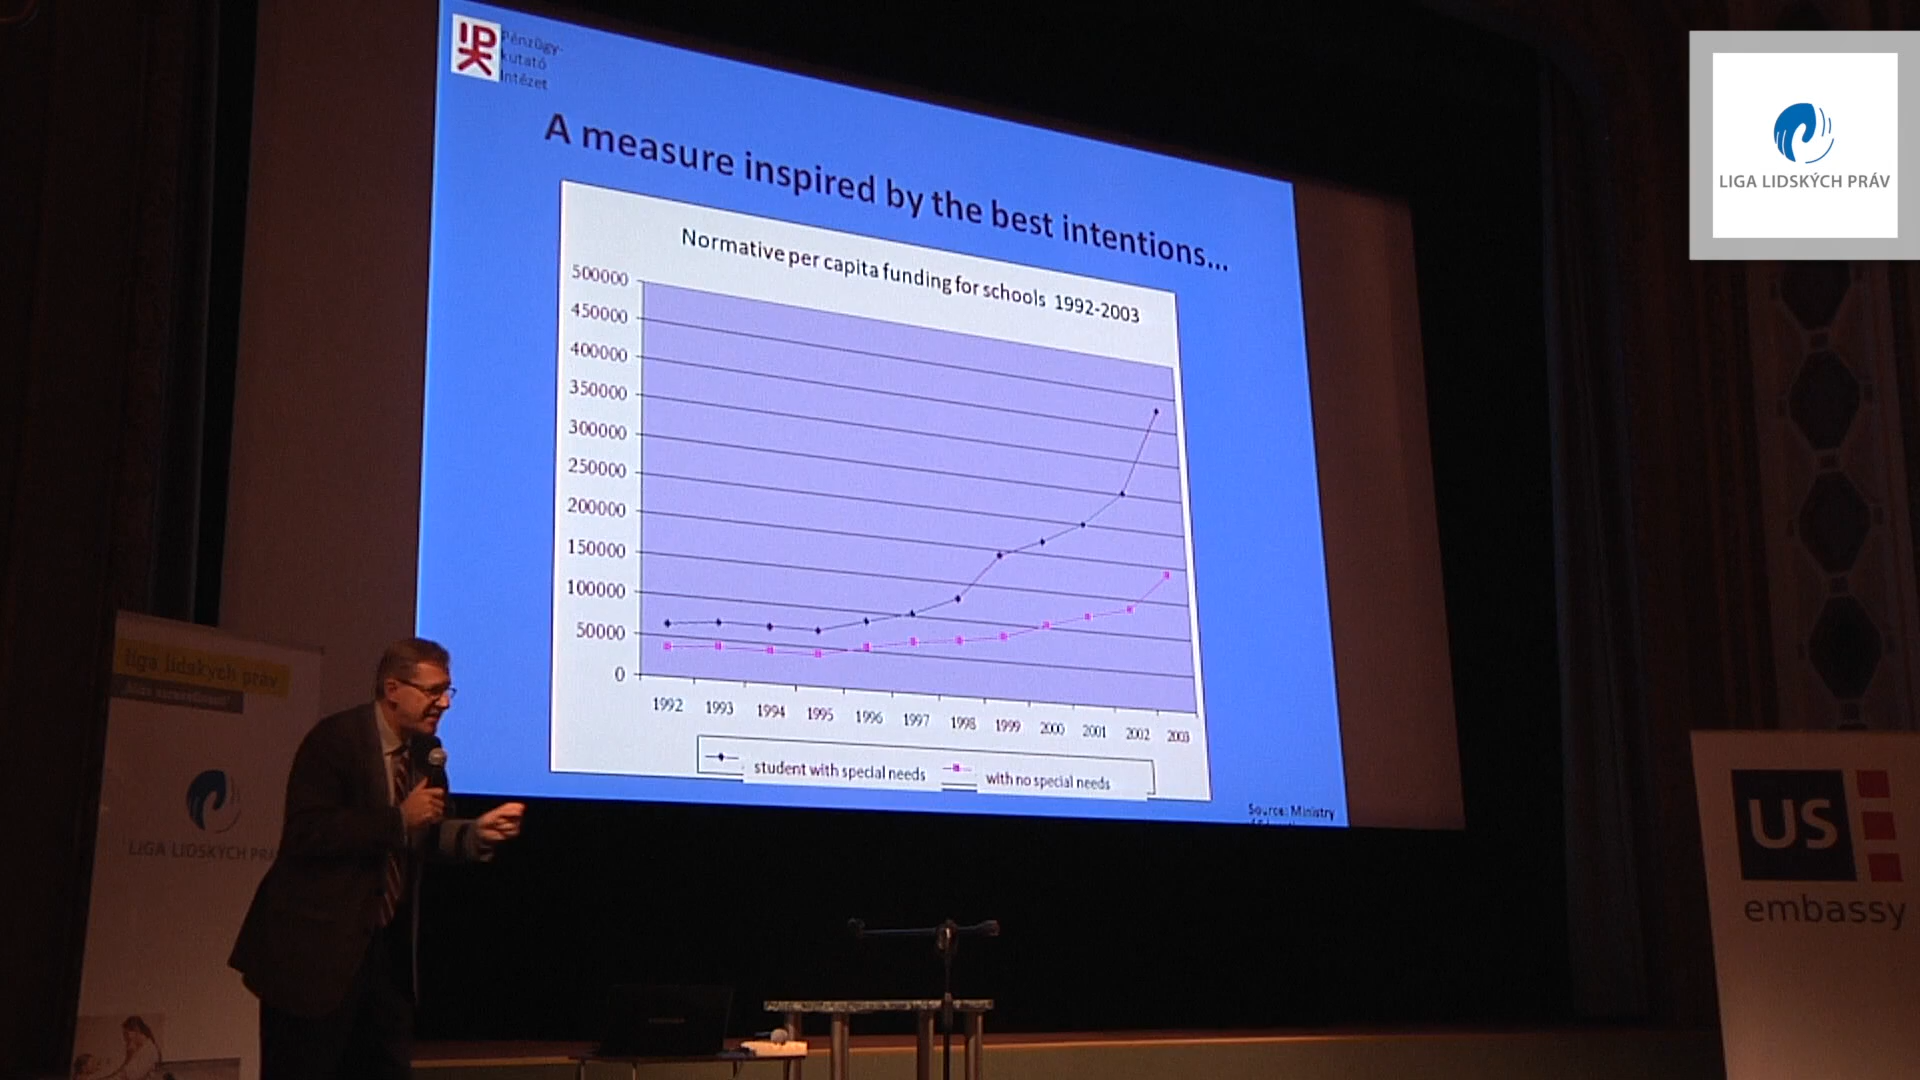 Pénzügy-
kutató
Intézet
LIGA LIDSKÝCH PRÁV
A measure inspired by the best intentions...
Normative per capita funding for schools 1992-2003
500000
450000
400000
350000
300000
250000
200000
150000
100000
50000
0
1992 1993 1994 1995 1996 1997 1998 1999 2000 2001 2002 2003
student with special needs with no special needs
Source: Ministry
liga lidských práv
LIGA LIDSKÝCH PRÁ
US
embassy